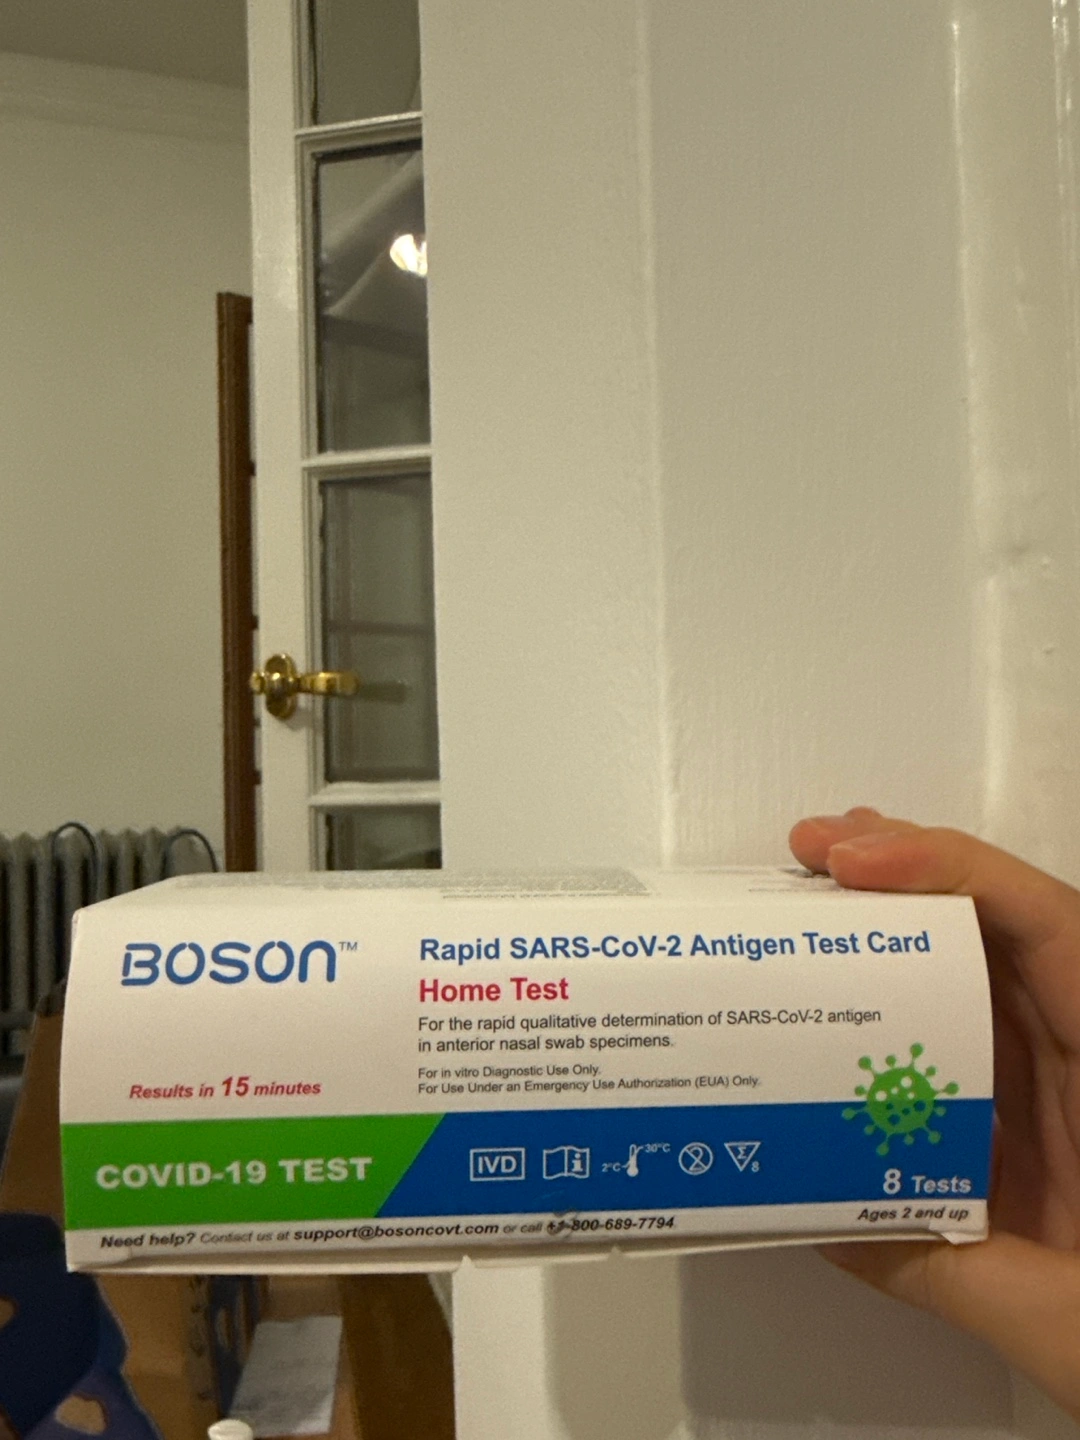 BOSON™
Rapid SARS-CoV-2 Antigen Test Card
Home Test
For the rapid qualitative determination of SARS-CoV-2 antigen
in anterior nasal swab specimens.
For in vitro Diagnostic Use Only.
For Use Under an Emergency Use Authorization (EUA) Only.
Results in 15 minutes
COVID-19 TEST
IVD
i
2°C
30°C
2
Σ
8
8 Tests
Ages 2 and up
Need help? Contact us at support@bosoncovt.com or call +1-800-689-7794